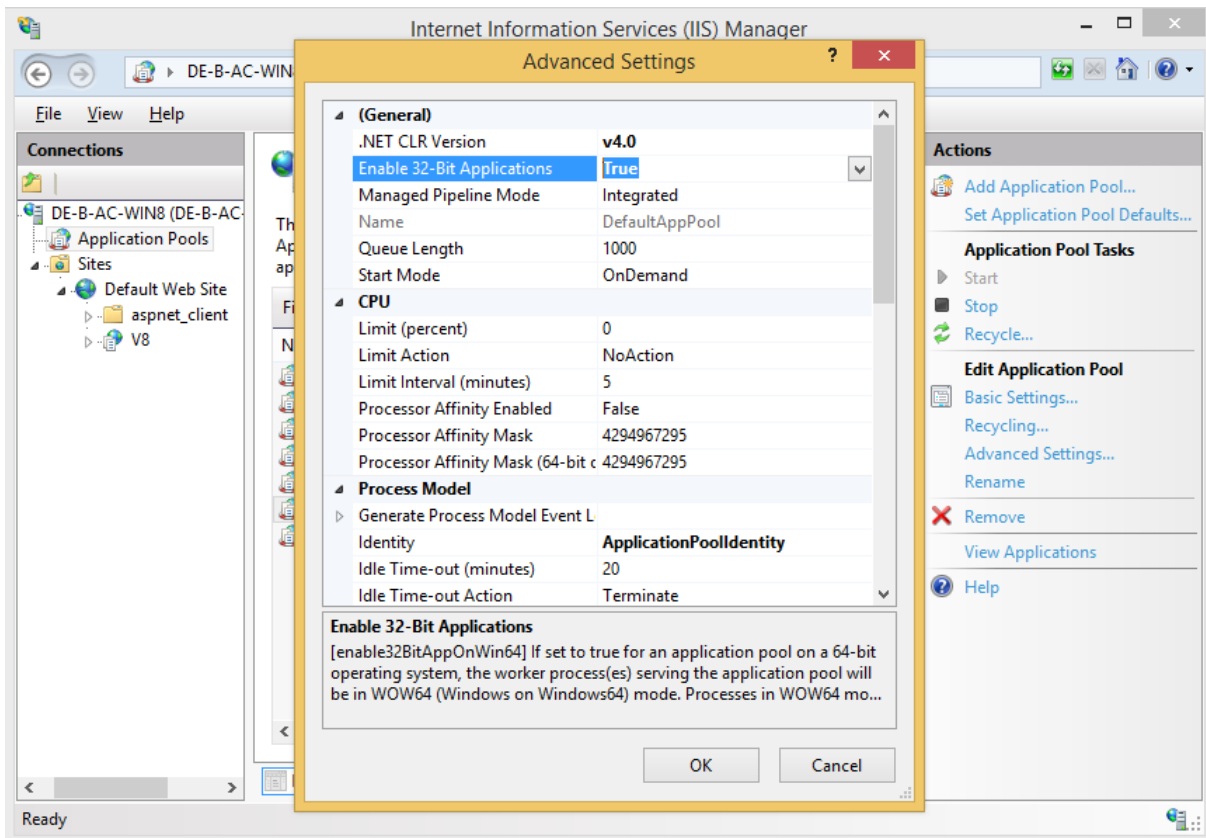 Internet Information Services (IIS) Manager
Advanced Settings
?
DE-B-AC-WIN
File View Help
Connections
DE-B-AC-WIN8 (DE-B-AC-
Application Pools
Sites
Default Web Site
aspnet_client
V8
Th
Ap
ap
Fi
N
(General)
.NET CLR Version v4.0
Enable 32-Bit Applications True
Managed Pipeline Mode Integrated
Name DefaultAppPool
Queue Length 1000
Start Mode OnDemand
CPU
Limit (percent) 0
Limit Action NoAction
Limit Interval (minutes) 5
Processor Affinity Enabled False
Processor Affinity Mask 4294967295
Processor Affinity Mask (64-bit c 4294967295
Process Model
Generate Process Model Event L
Identity ApplicationPoolIdentity
Idle Time-out (minutes) 20
Idle Time-out Action Terminate
Enable 32-Bit Applications
[enable32BitAppOnWin64] If set to true for an application pool on a 64-bit
operating system, the worker process(es) serving the application pool will
be in WOW64 (Windows on Windows64) mode. Processes in WOW64 mo...
OK Cancel
Actions
Add Application Pool...
Set Application Pool Defaults...
Application Pool Tasks
Start
Stop
Recycle...
Edit Application Pool
Basic Settings...
Recycling...
Advanced Settings...
Rename
Remove
View Applications
Help
Ready